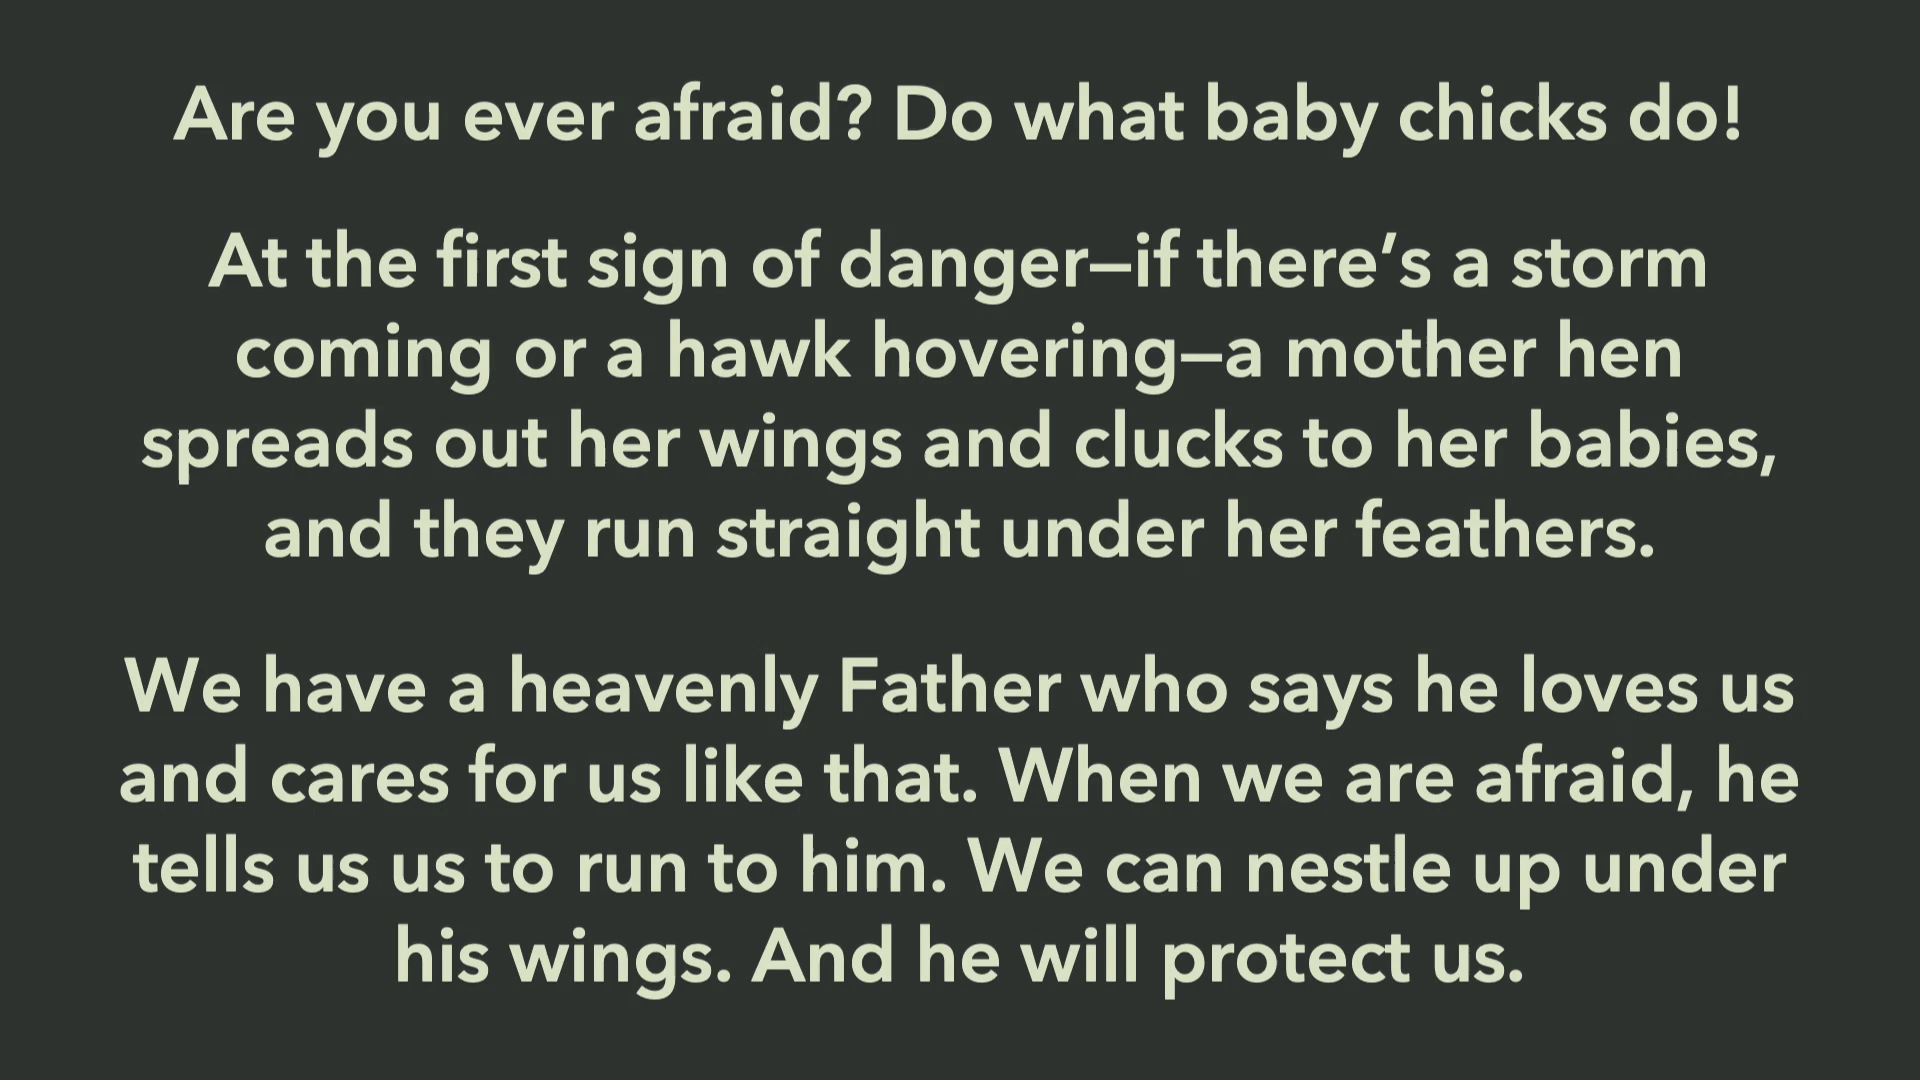 Are you ever afraid? Do what baby chicks do!
At the first sign of danger—if there’s a storm
coming or a hawk hovering—a mother hen
spreads out her wings and clucks to her babies,
and they run straight under her feathers.
We have a heavenly Father who says he loves us
and cares for us like that. When we are afraid, he
tells us us to run to him. We can nestle up under
his wings. And he will protect us.